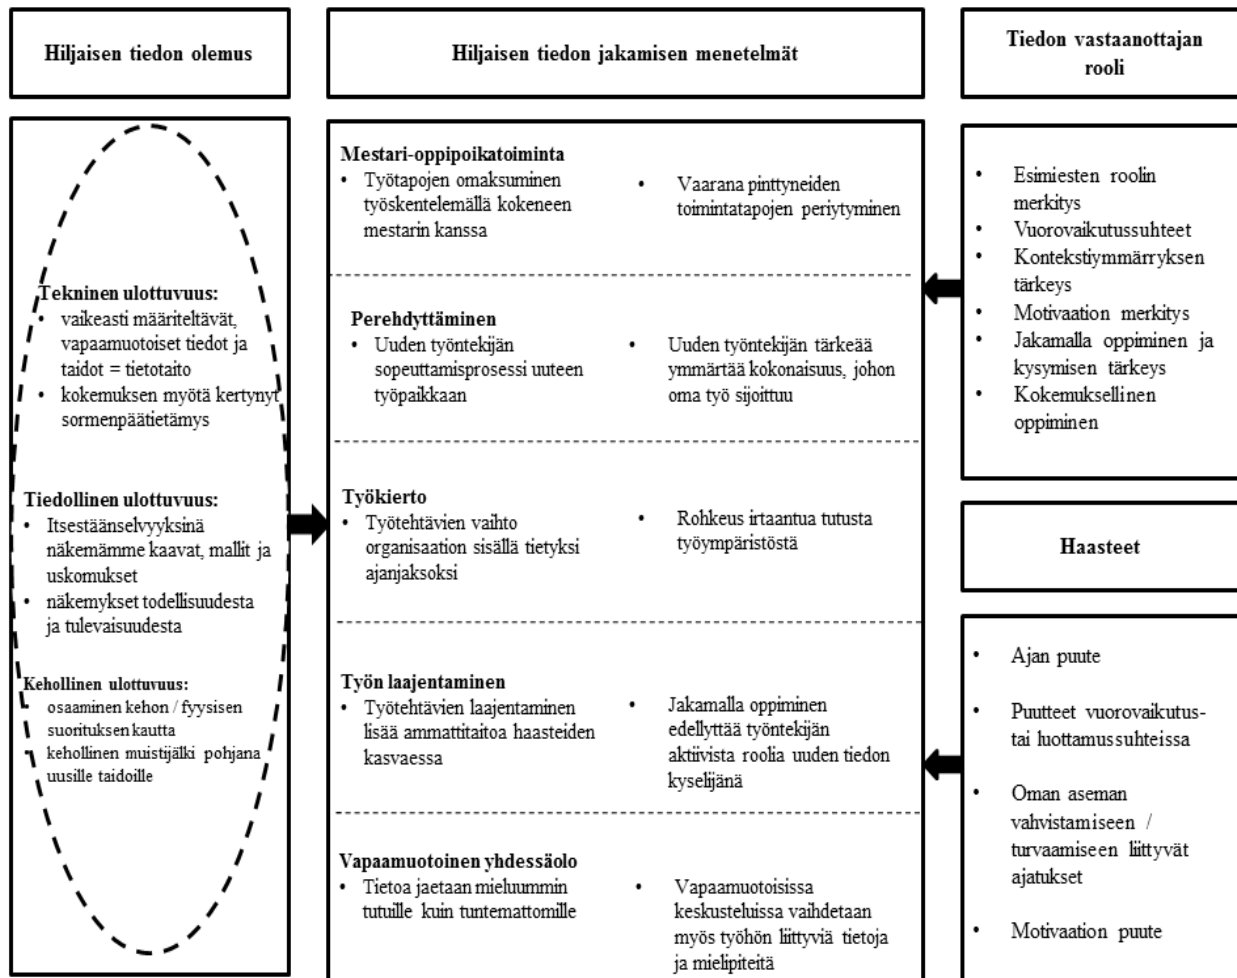 Hiljaisen tiedon olemus
Hiljaisen tiedon jakamisen menetelmät
Tiedon vastaanottajan
rooli
Tekninen ulottuvuus:
• vaikeasti määriteltävät,
vapaamuotoiset tiedot ja
taidot = tietotaito
• kokemuksen myötä kertynyt
sormenpäätietämys
Tiedollinen ulottuvuus:
• Itsestäänselvyyksinä
näkemämme kaavat, mallit ja
uskomukset
• näkemykset todellisuudesta
ja tulevaisuudesta
Kehollinen ulottuvuus:
• osaaminen kehon / fyysisen
suorituksen kautta
• kehollinen muistijälki pohjana
uusille taidoille
Mestari-oppipoikatoiminta
• Työtapojen omaksuminen
työskentelemällä kokeneen
mestarin kanssa
• Vaarana pinttyneiden
toimintatapojen periytyminen
Perehdyttäminen
• Uuden työntekijän
sopeuttamisprosessi uuteen
työpaikkaan
• Uuden työntekijän tärkeää
ymmärtää kokonaisuus, johon
oma työ sijoittuu
Työkierto
• Työtehtävien vaihto
organisaation sisällä tietyksi
ajanjaksoksi
• Rohkeus irtaantua tutusta
työympäristöstä
Työn laajentaminen
• Työtehtävien laajentaminen
lisää ammattitaitoa haasteiden
kasvaessa
• Jakamalla oppiminen
edellyttää työntekijän
aktiivista roolia uuden tiedon
kyselijänä
Vapaamuotoinen yhdessäolo
• Tietoa jaetaan mieluummin
tutuille kuin tuntemattomille
• Vapaamuotoisissa
keskusteluissa vaihdetaan
myös työhön liittyviä tietoja
ja mielipiteitä
• Esimiesten roolin
merkitys
• Vuorovaikutussuhteet
• Kontekstiymmärryksen
tärkeys
• Motivaation merkitys
• Jakamalla oppiminen ja
kysymisen tärkeys
• Kokemuksellinen
oppiminen
Haasteet
• Ajan puute
• Puutteet vuorovaikutus-
tai luottamussuhteissa
• Oman aseman
vahvistamiseen /
turvaamiseen liittyvät
ajatukset
• Motivaation puute